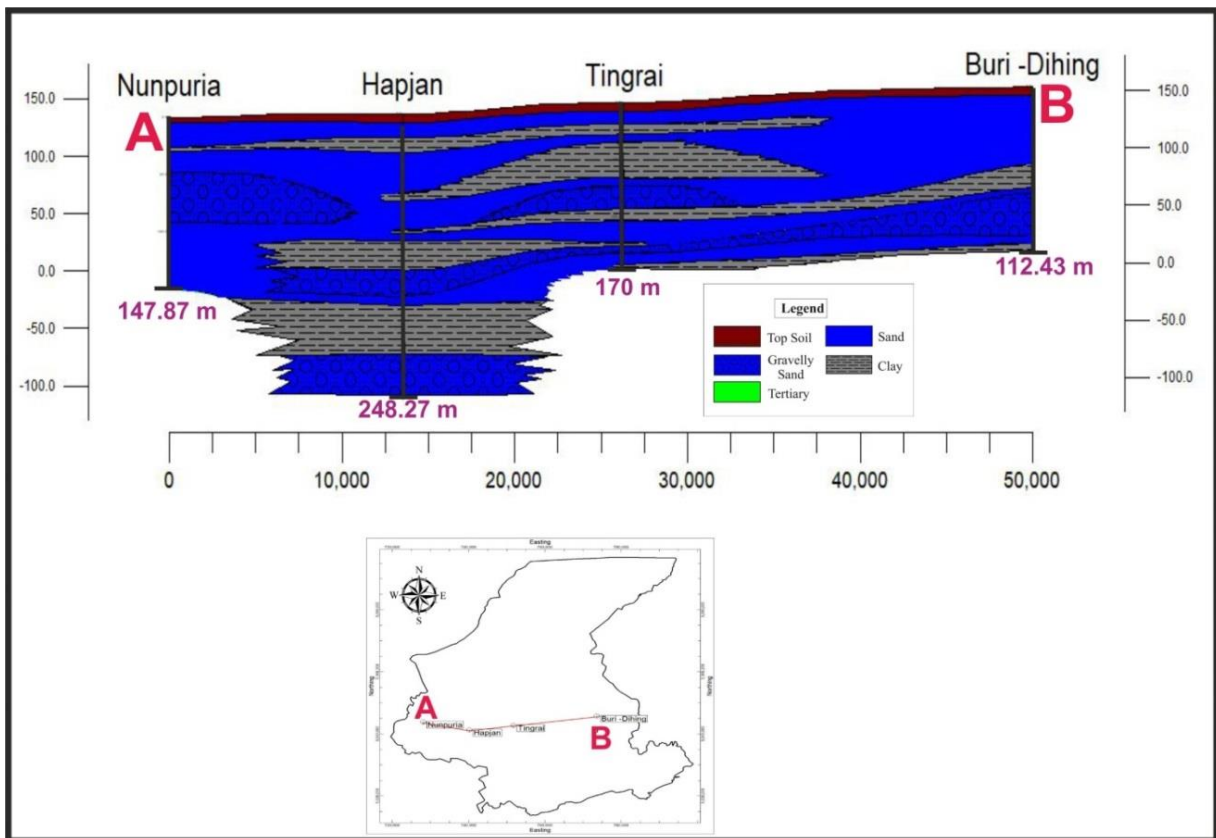 Nunpuria
Hapjan
Tingrai
Buri -Dihing
A
B
150.0
100.0
50.0
0.0
-50.0
-100.0
150.0
100.0
50.0
0.0
-50.0
-100.0
147.87 m
248.27 m
170 m
112.43 m
Legend
Top Soil
Sand
Gravelly
Sand
Clay
Tertiary
0
10,000
20,000
30,000
40,000
50,000
Easting
N
W
E
S
Northing
Northing
A
Nunpuria
Hapjan
Tingrai
Buri -Dihing
B
Easting